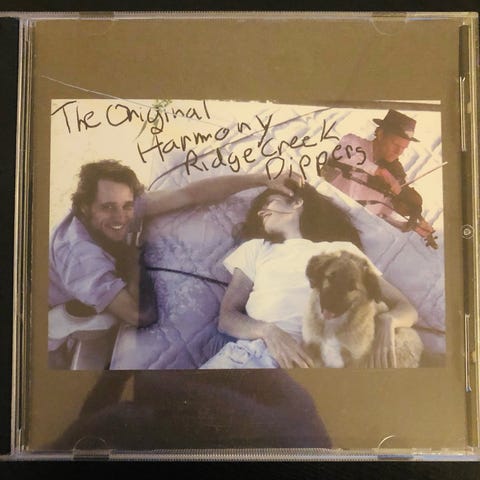 The Original
Harmony
Ridge Creek
Dippers